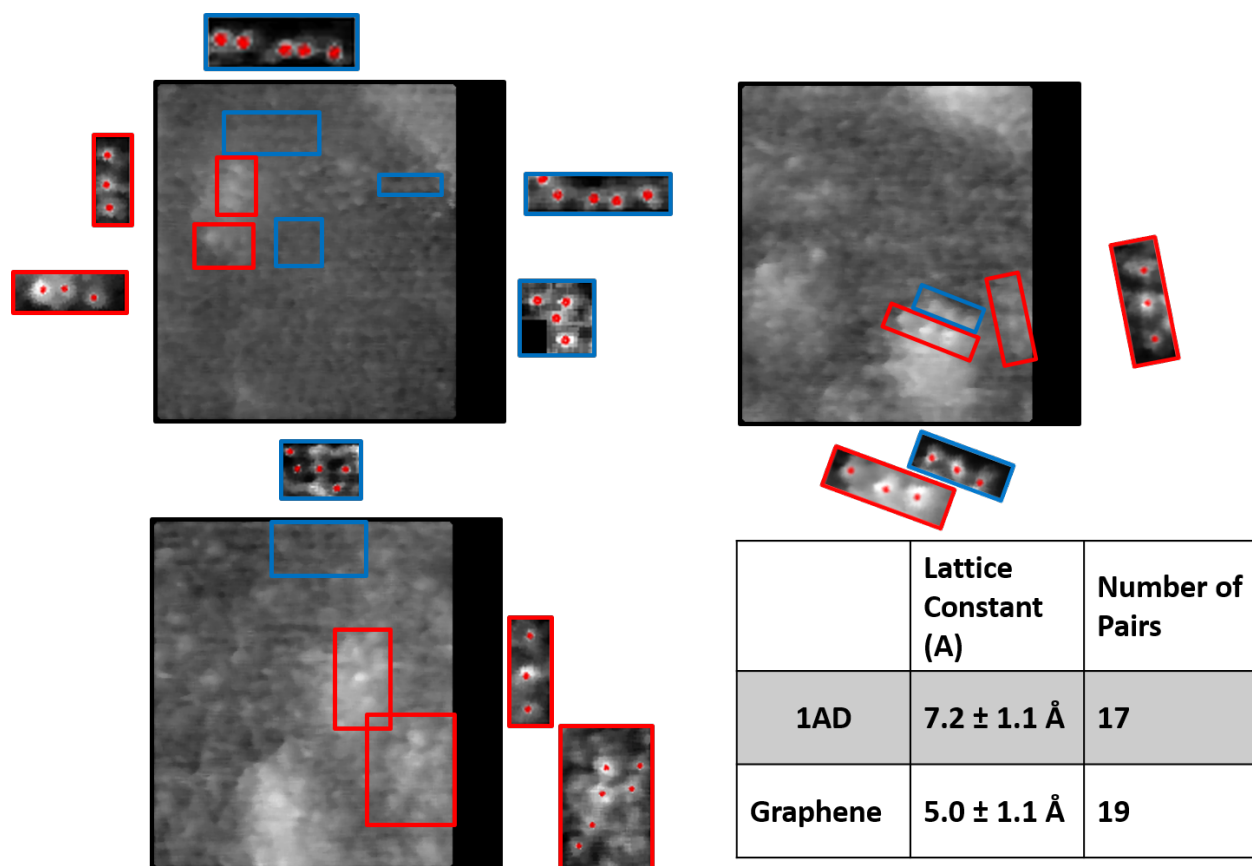 Lattice
Constant
(A)
Number of
Pairs
1AD
7.2 ± 1.1 Å
17
Graphene
5.0 ± 1.1 Å
19